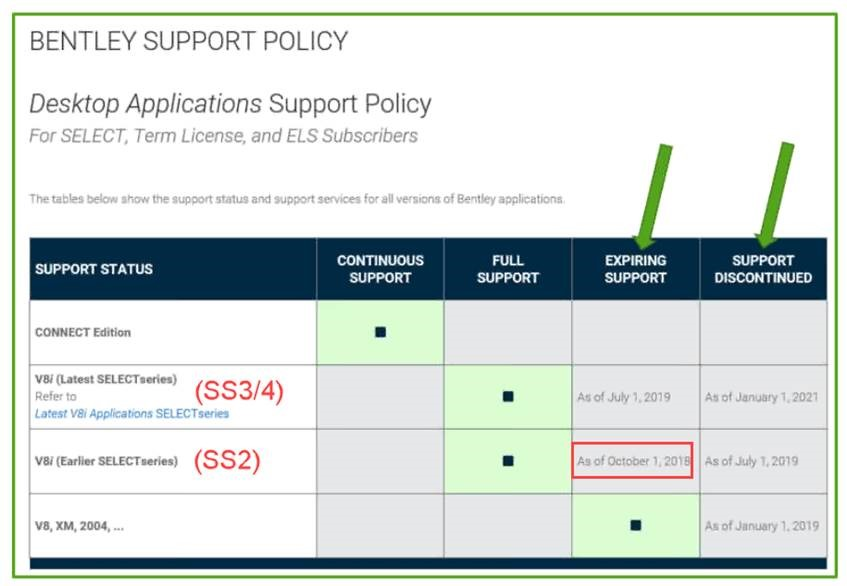 BENTLEY SUPPORT POLICY
Desktop Applications Support Policy
For SELECT, Term License, and ELS Subscribers
The tables below show the support status and support services for all versions of Bentley applications.
SUPPORT STATUS
CONTINUOUS
SUPPORT
FULL
SUPPORT
EXPIRING
SUPPORT
SUPPORT
DISCONTINUED
CONNECT Edition
V8i (Latest SELECTseries)
Refer to
Latest V8i Applications SELECTseries
(SS3/4)
As of July 1, 2019
As of January 1, 2021
V8i (Earlier SELECTseries)
(SS2)
As of October 1, 2018
As of July 1, 2019
V8, XM, 2004, ...
As of January 1, 2019